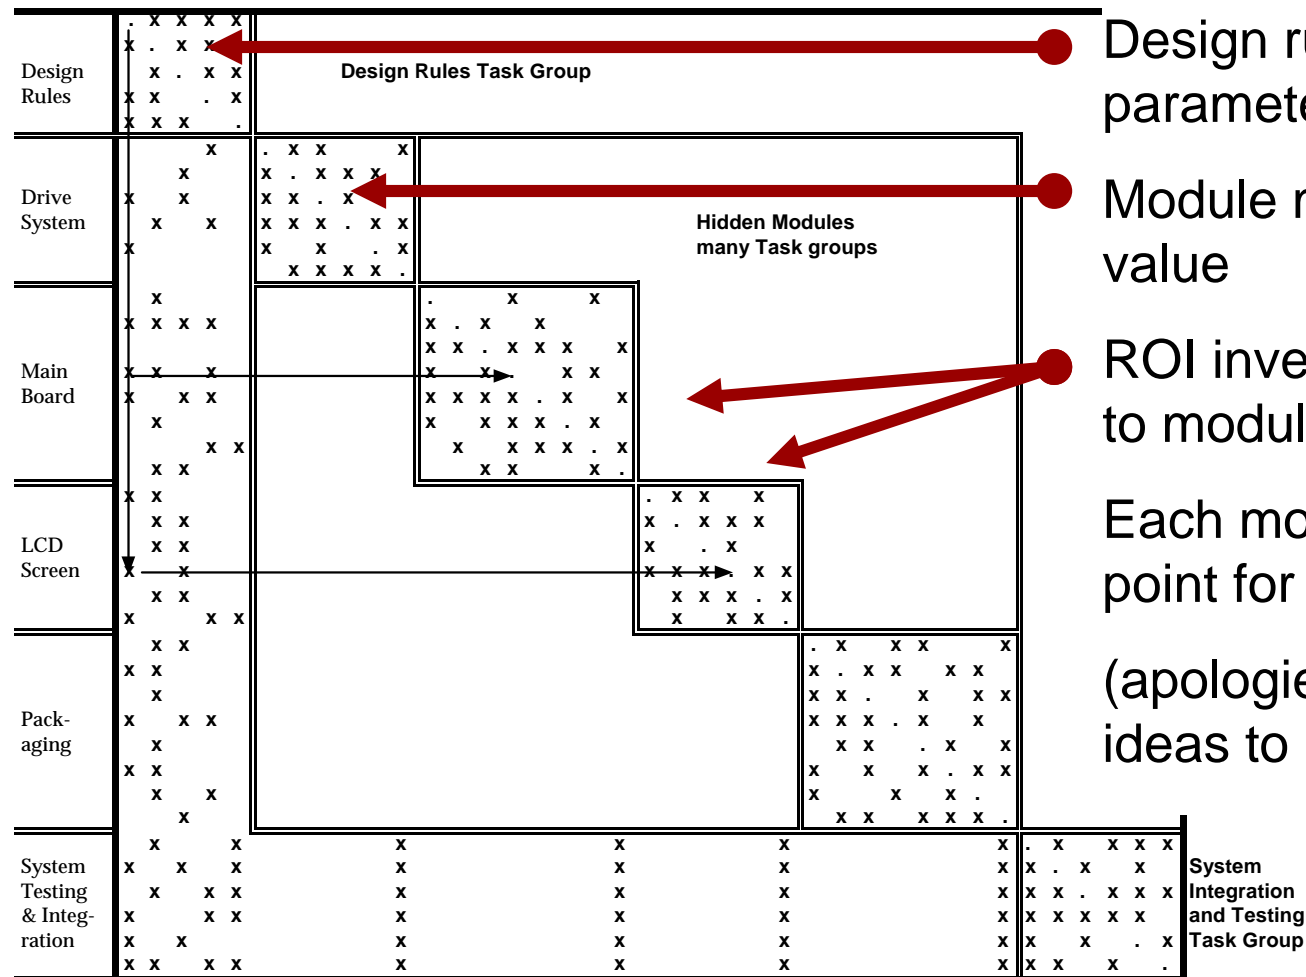 Design
Rules
Design Rules Task Group
Drive
System
Hidden Modules
many Task groups
Main
Board
LCD
Screen
Pack-
aging
System
Testing
& Integ-
ration
System
Integration
and Testing
Task Group
Design ru
paramete
Module r
value
ROI inve
to modul
Each mo
point for
(apologie
ideas to